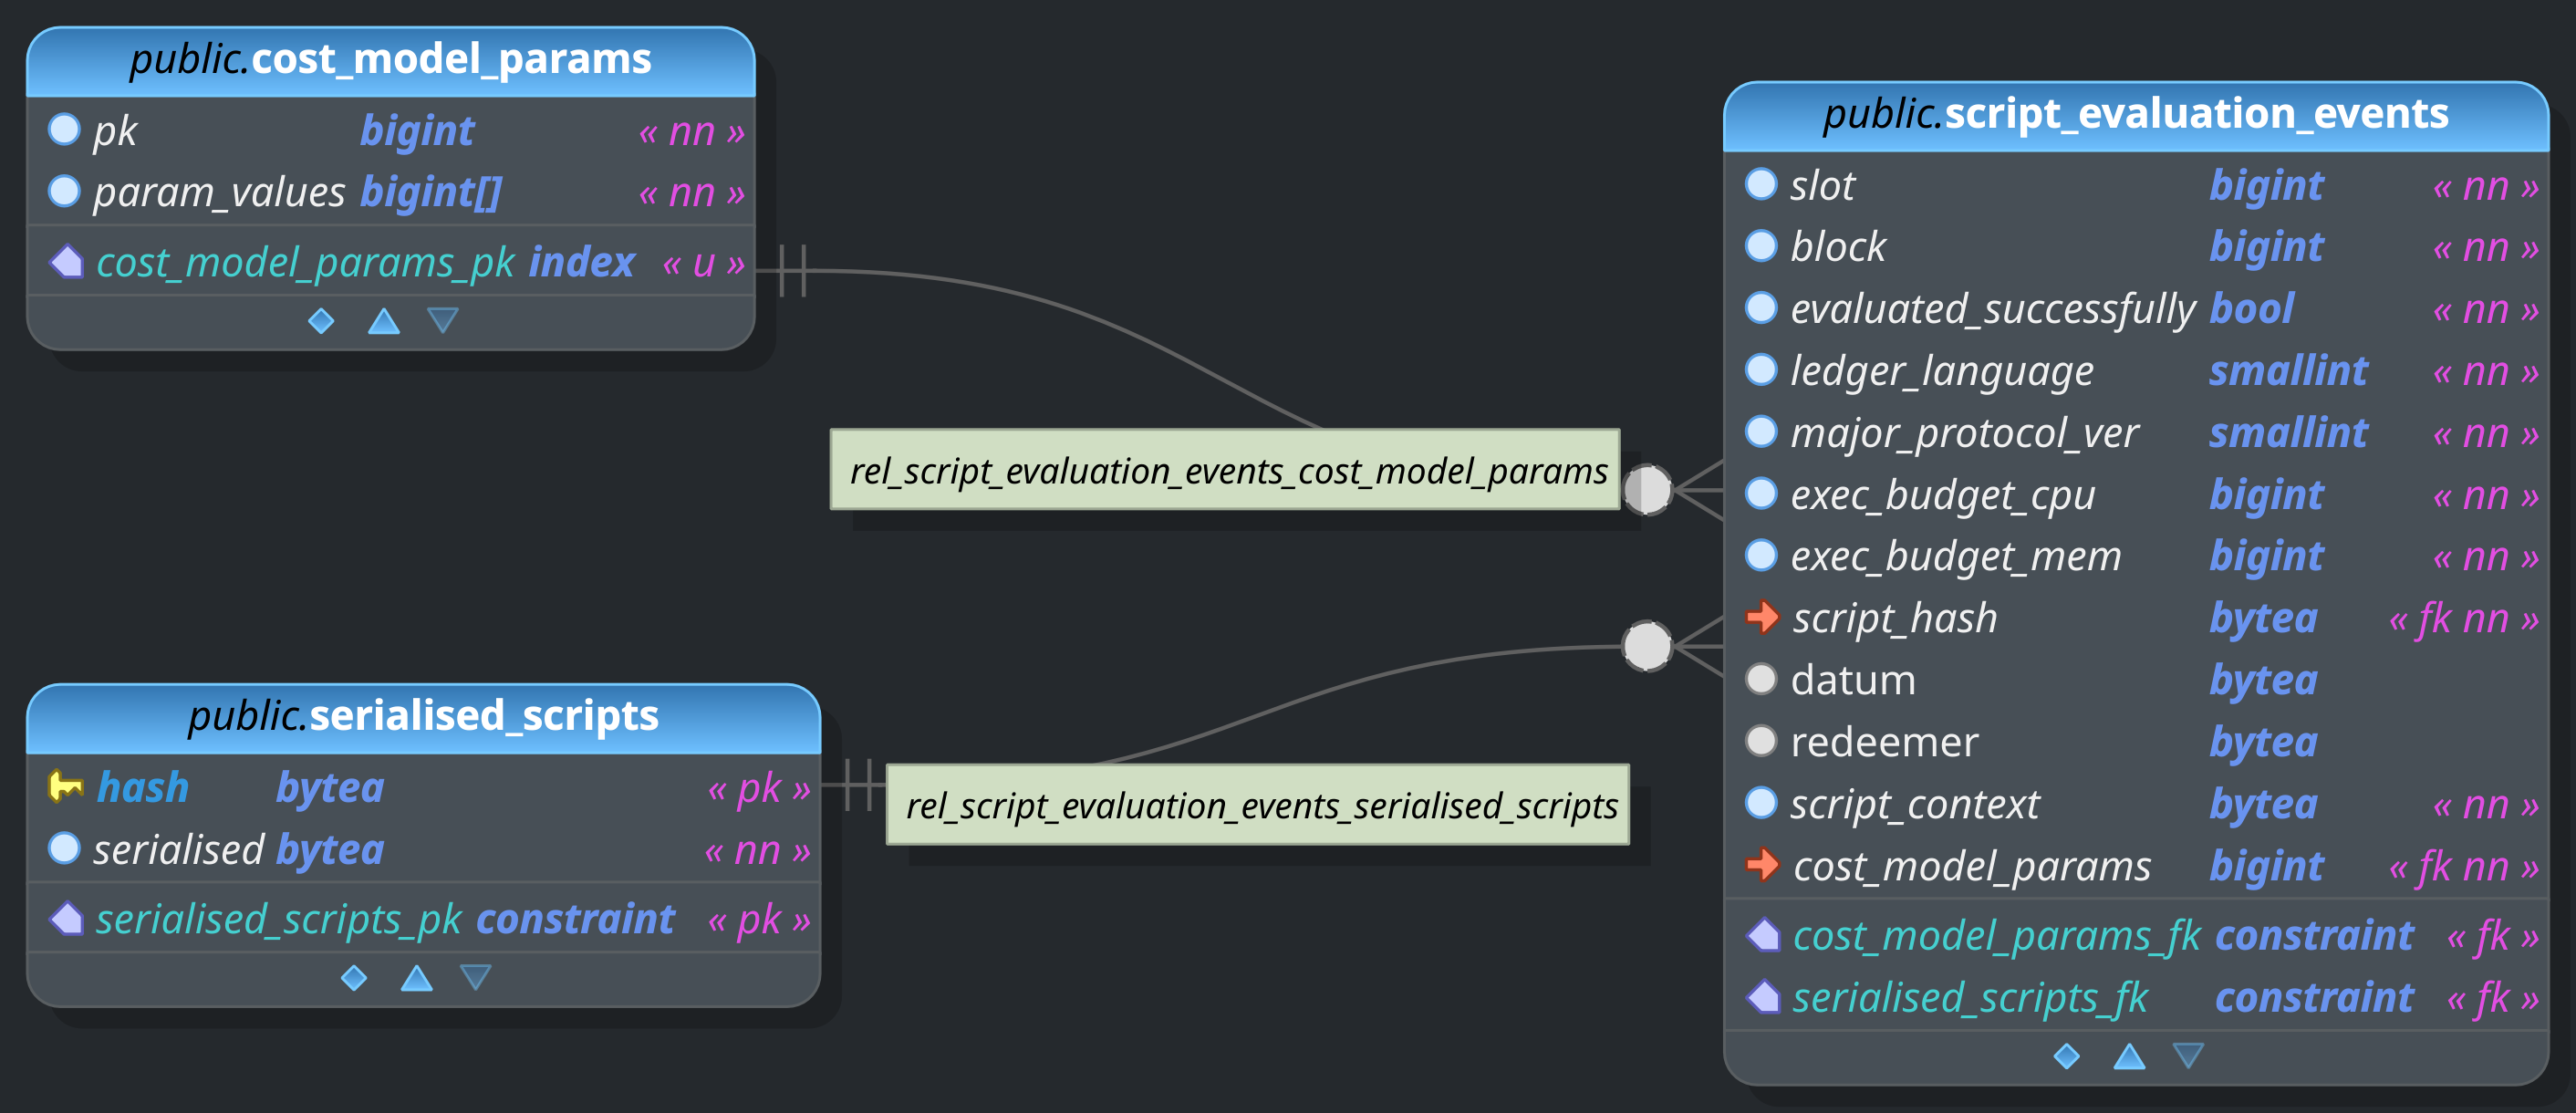 public.cost_model_params
pk bigint « nn »
param_values bigint[] « nn »
cost_model_params_pk index « u »
public.script_evaluation_events
slot bigint « nn »
block bigint « nn »
evaluated_successfully bool « nn »
ledger_language smallint « nn »
major_protocol_ver smallint « nn »
exec_budget_cpu bigint « nn »
exec_budget_mem bigint « nn »
script_hash bytea « fk nn »
datum bytea
redeemer bytea
script_context bytea « nn »
cost_model_params bigint « fk nn »
cost_model_params_fk constraint « fk »
serialised_scripts_fk constraint « fk »
rel_script_evaluation_events_cost_model_params
public.serialised_scripts
hash bytea « pk »
serialised bytea « nn »
serialised_scripts_pk constraint « pk »
rel_script_evaluation_events_serialised_scripts